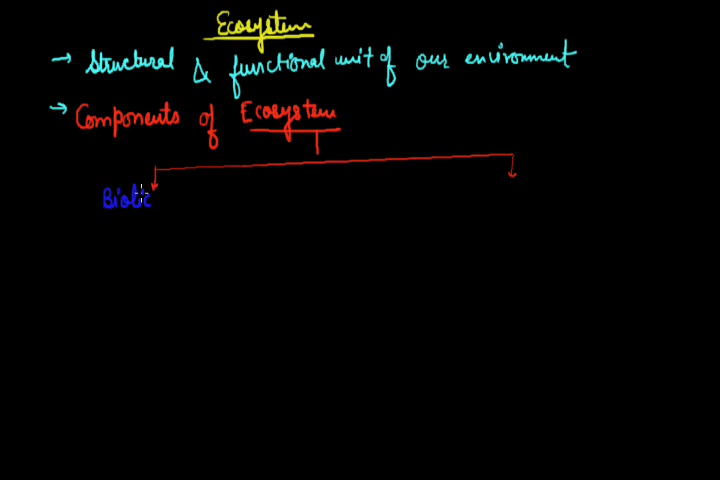 Ecosystem
→ Structural & functional unit of our environment
→ Components of Ecosystem
Biotic